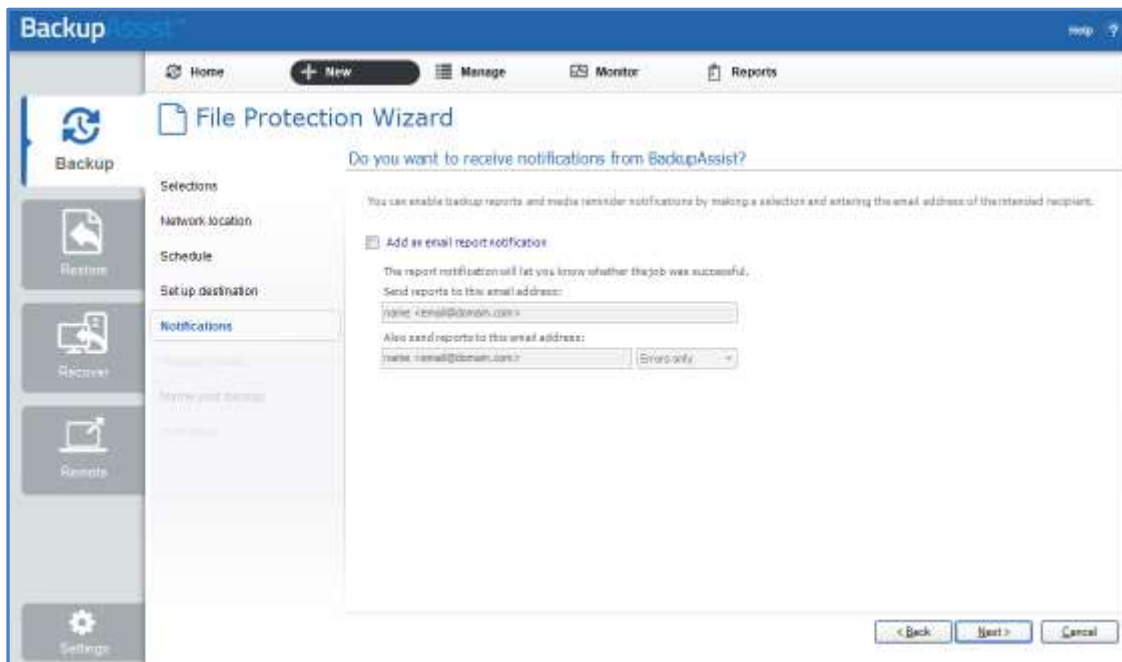 BackupAssist™
Help ?
Home
New
Manage
Monitor
Reports
Backup
Restore
Recover
Remote
Settings
File Protection Wizard
Selections
Network location
Schedule
Set up destination
Notifications
Name your backup
Do you want to receive notifications from BackupAssist?
You can enable backup reports and media reminder notifications by making a selection and entering the email address of the intended recipient.
Add an email report notification
The report notification will let you know whether the job was successful.
Send reports to this email address:
name <email@domain.com>
Also send reports to this email address:
name <email@domain.com>
Errors only
< Back
Next >
Cancel